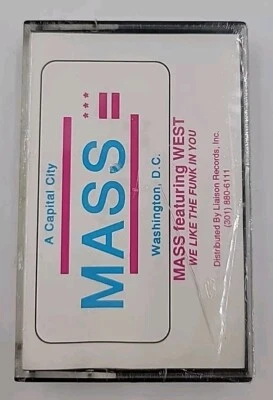 A Capital City
***
MASS
Washington, D.C.
MASS featuring WEST
WE LIKE THE FUNK IN YOU
Distributed By Liaison Records, Inc.
(301) 880-6111